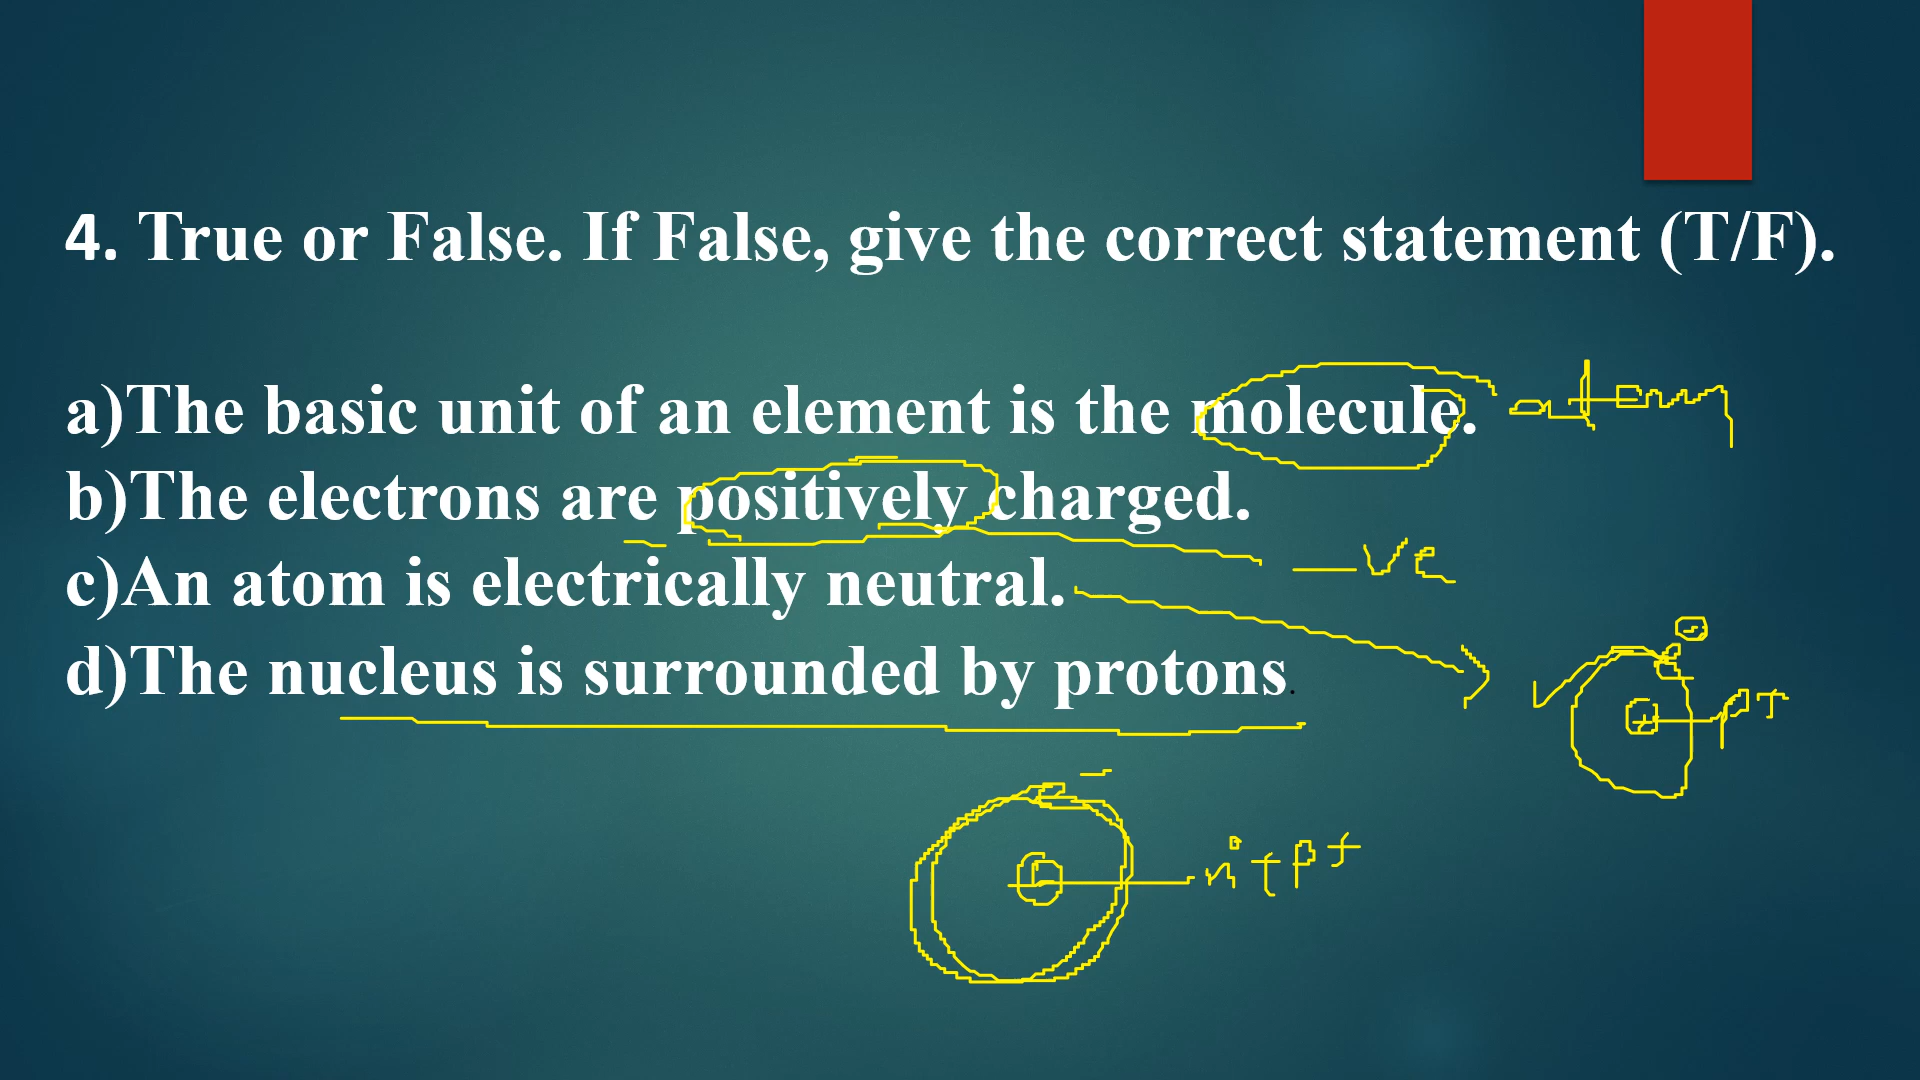 4. True or False. If False, give the correct statement (T/F).
a)The basic unit of an element is the molecule. atom
b)The electrons are positively charged.
-ve
c)An atom is electrically neutral.
d)The nucleus is surrounded by protons.
p+
n° + p+